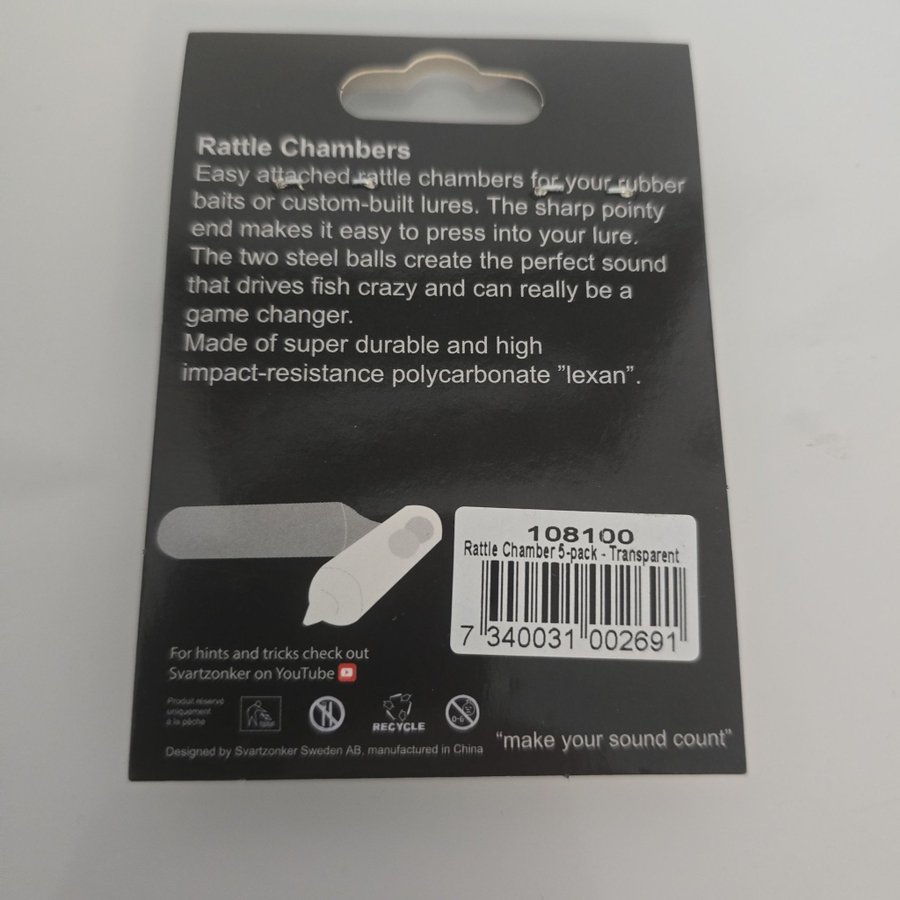 Rattle Chambers
Easy attached rattle chambers for your rubber
baits or custom-built lures. The sharp pointy
end makes it easy to press into your lure.
The two steel balls create the perfect sound
that drives fish crazy and can really be a
game changer.
Made of super durable and high
impact-resistance polycarbonate ”lexan”.
108100
Rattle Chamber 5-pack - Transparent
7 340031 002691
For hints and tricks check out
Svartzonker on YouTube
Produit réservé
uniquement
à la pêche
RECYCLE
0-6
Designed by Svartzonker Sweden AB, manufactured in China
“make your sound count”